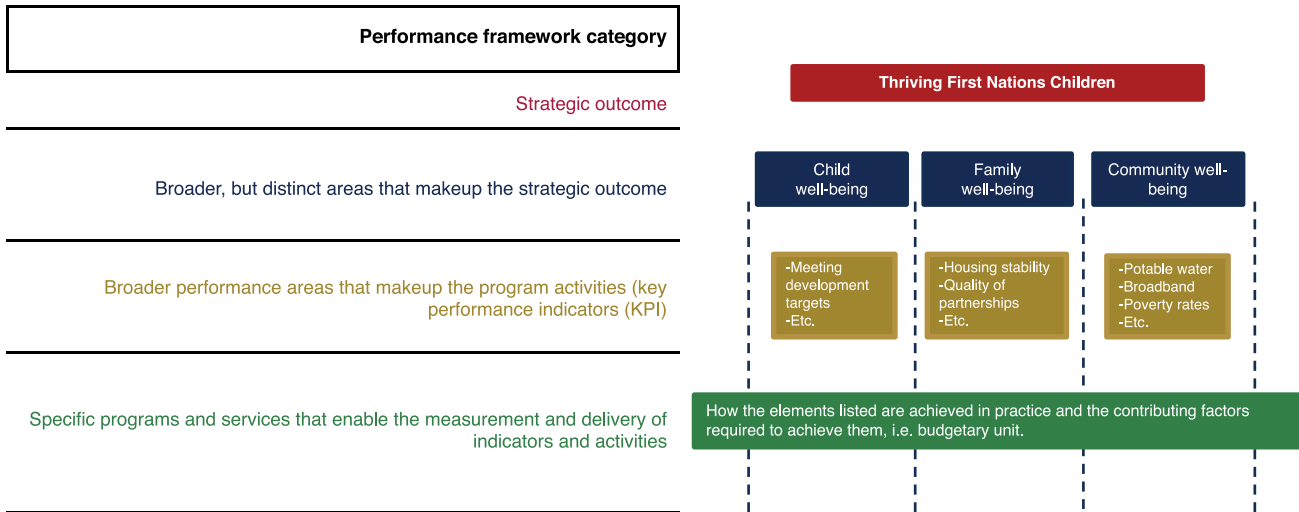 Performance framework category
Thriving First Nations Children
Strategic outcome
Child
well-being
Family
well-being
Community well-
being
Broader, but distinct areas that makeup the strategic outcome
-Meeting
development
targets
-Etc.
-Housing stability
-Quality of
partnerships
-Etc.
-Potable water
-Broadband
-Poverty rates
-Etc.
Broader performance areas that makeup the program activities (key
performance indicators (KPI)
How the elements listed are achieved in practice and the contributing factors
required to achieve them, i.e. budgetary unit.
Specific programs and services that enable the measurement and delivery of
indicators and activities